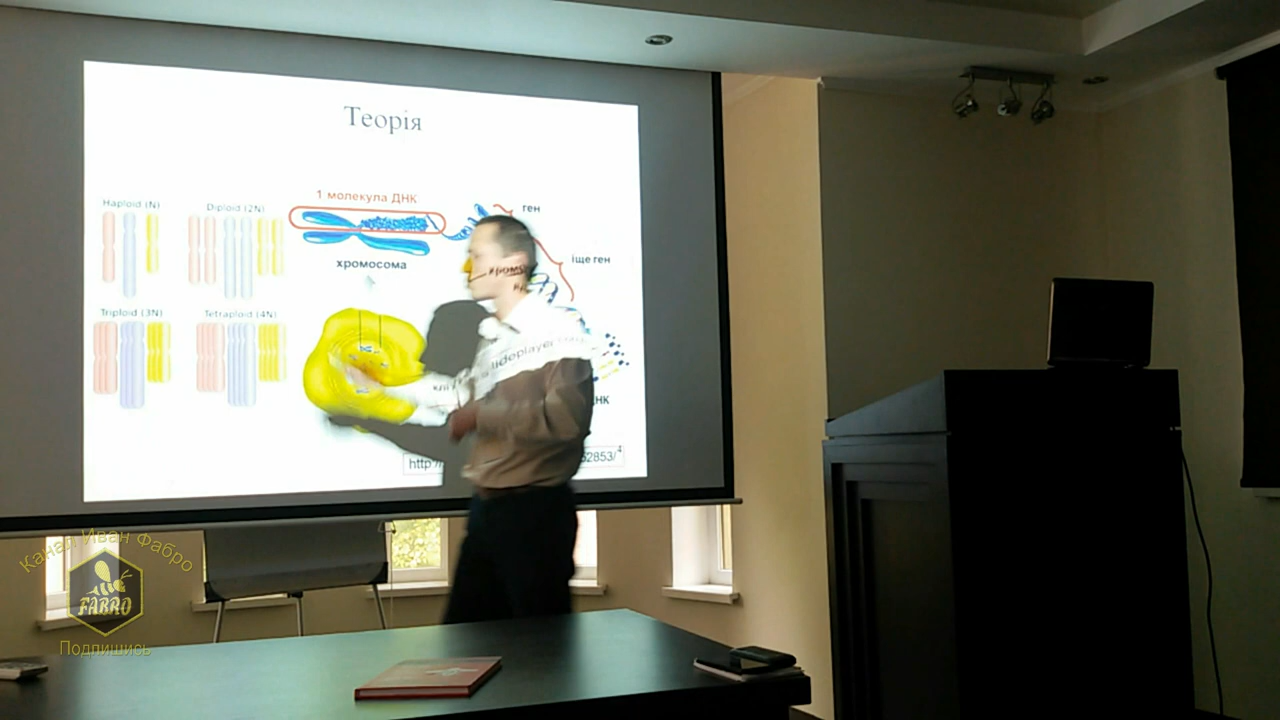 Теорія
Haploid (N)
Diploid (2N)
1 молекула ДНК
ген
хромосома
іще ген
Triploid (3N)
Tetraploid (4N)
http:/
52853/
4
Канал Иван Фабро
FABRO
Подпишись